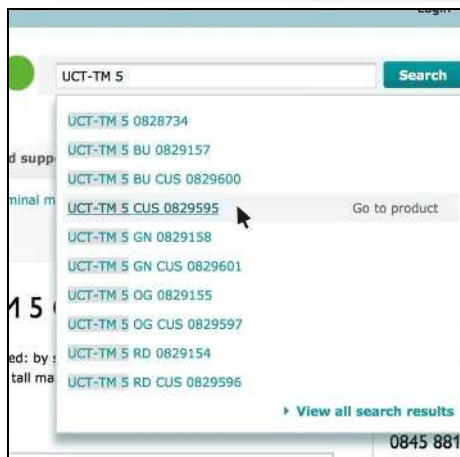 Login
UCT-TM 5
Search
UCT-TM 5 0828734
d supp
UCT-TM 5 BU 0829157
UCT-TM 5 BU CUS 0829600
minal m
UCT-TM 5 CUS 0829595
Go to product
UCT-TM 5 GN 0829158
UCT-TM 5 GN CUS 0829601
UCT-TM 5 OG 0829155
M 5
UCT-TM 5 OG CUS 0829597
ed: by s
UCT-TM 5 RD 0829154
tall ma
UCT-TM 5 RD CUS 0829596
View all search results
0845 881